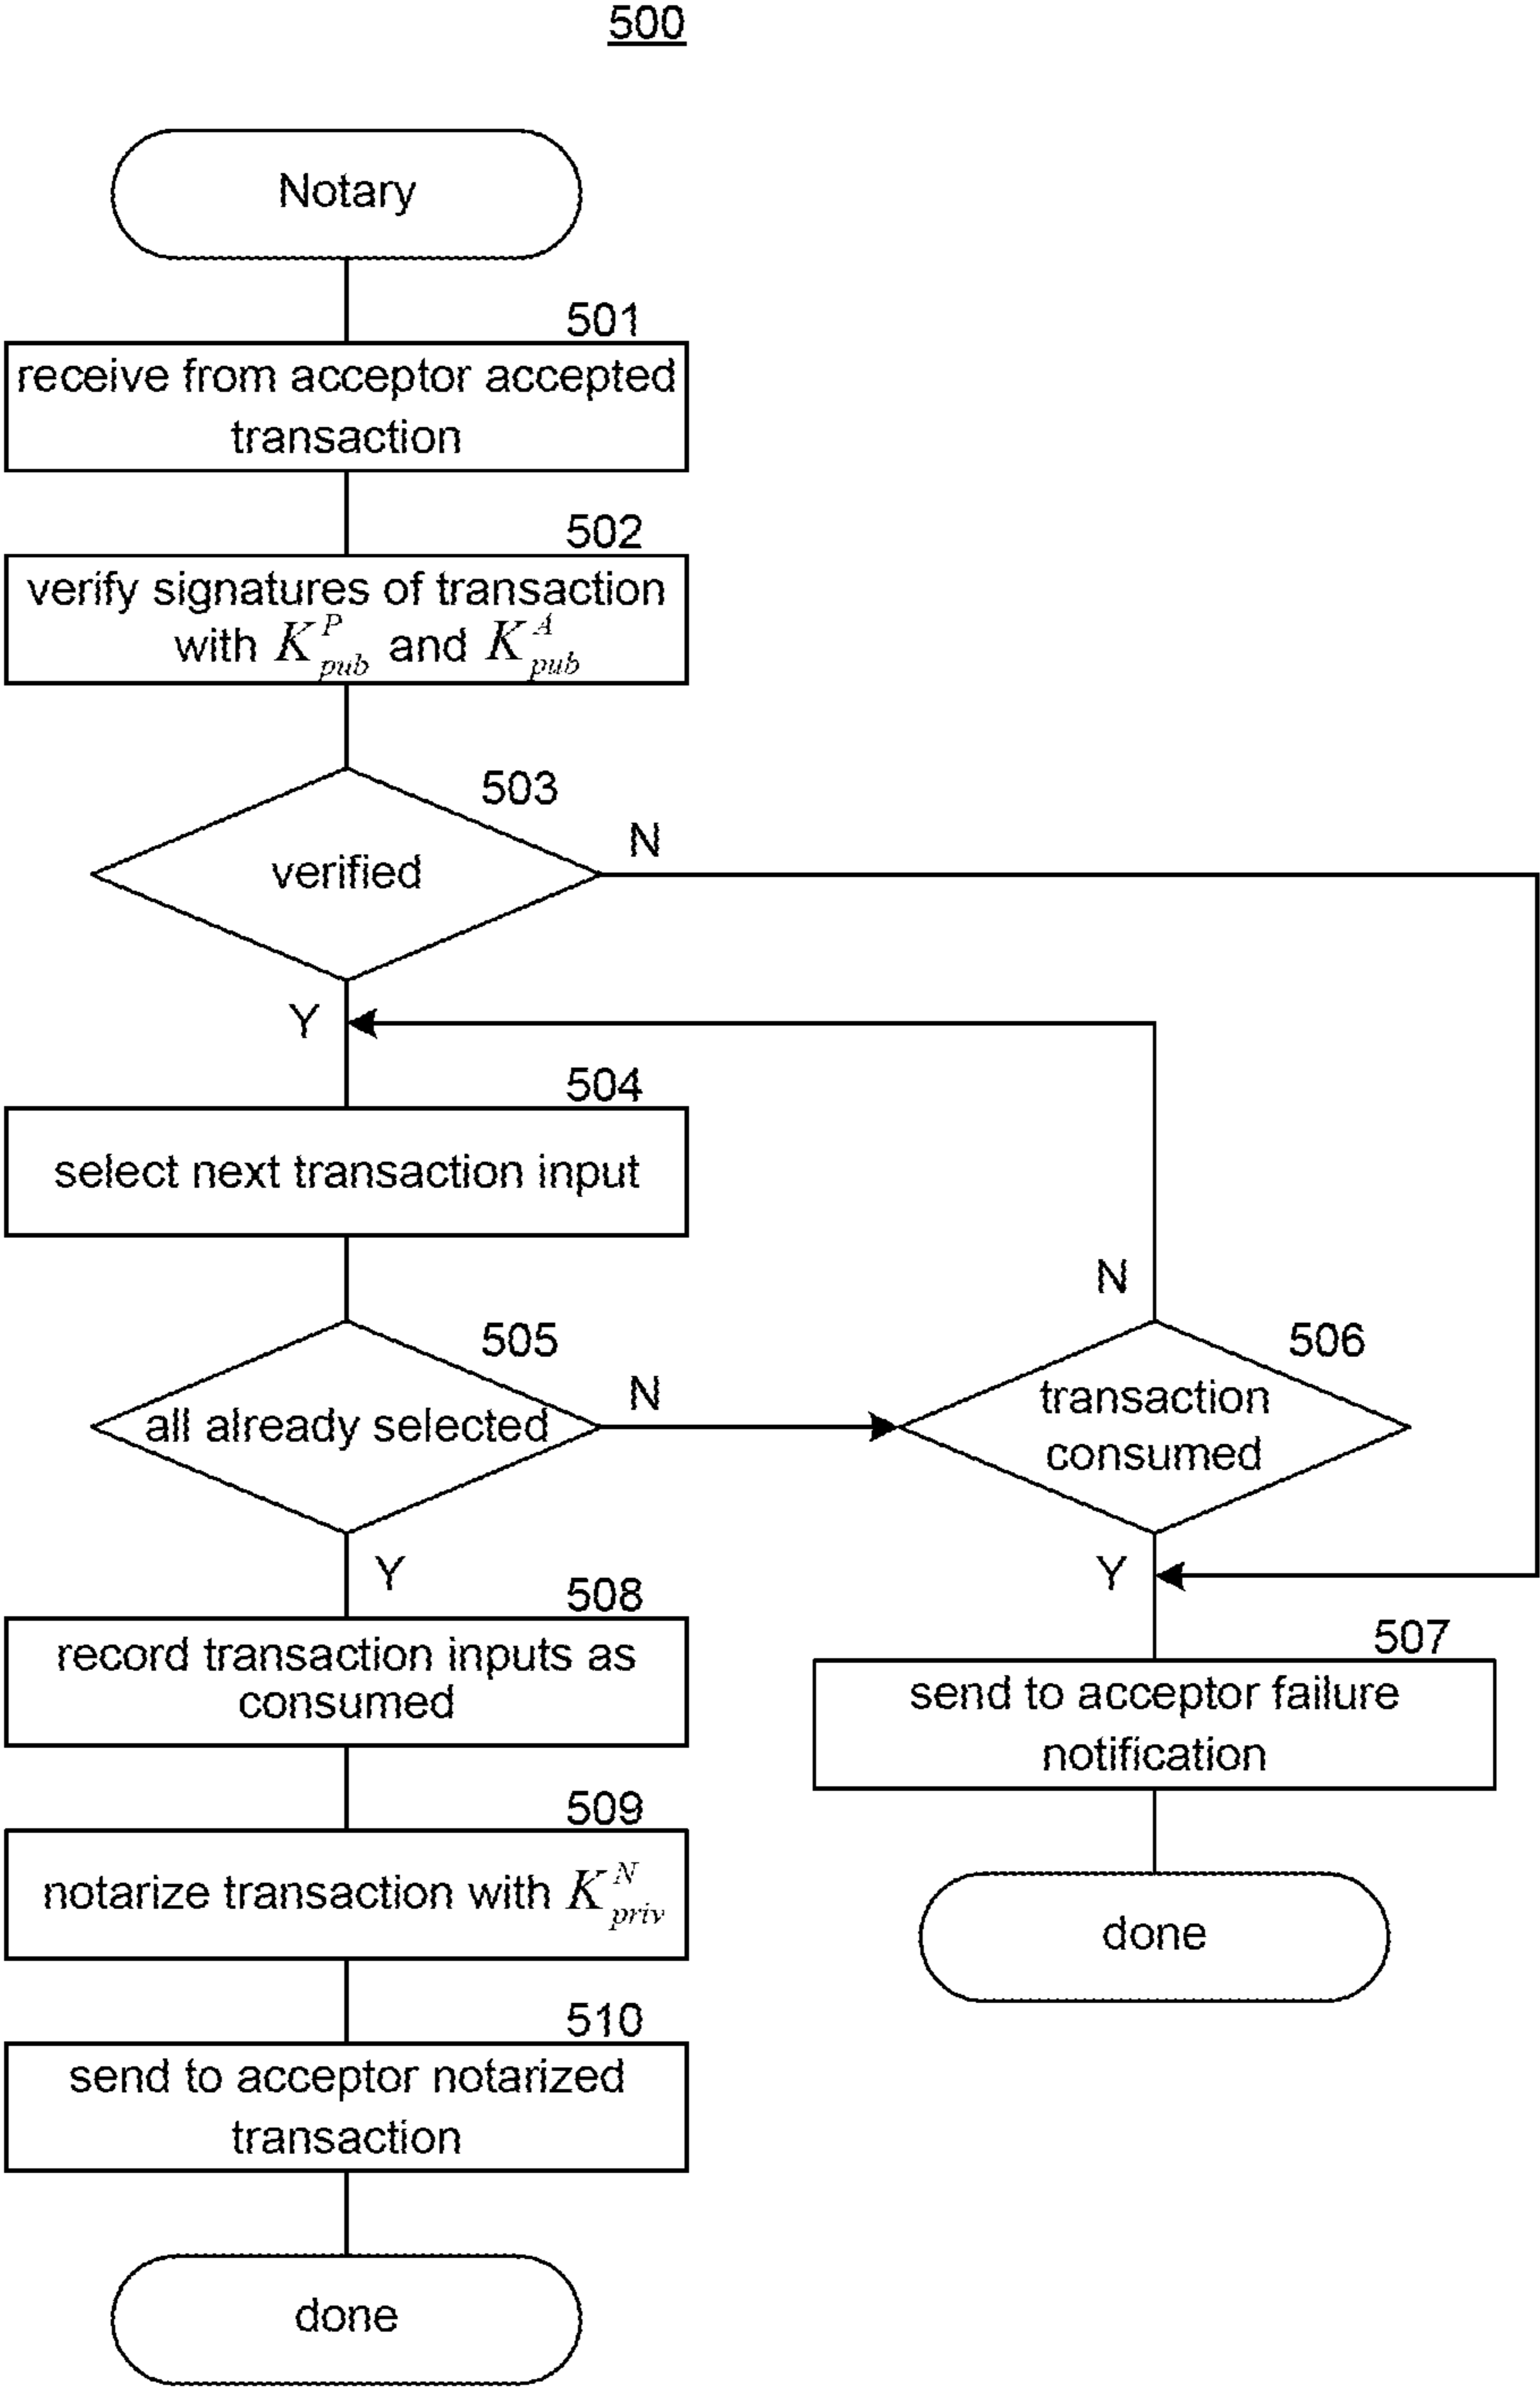 500
Notary
501
receive from acceptor accepted
transaction
502
verify signatures of transaction
with K^P_pub and K^A_pub
503
verified
N
Y
504
select next transaction input
505
all already selected
N
Y
506
transaction
consumed
N
Y
507
send to acceptor failure
notification
done
508
record transaction inputs as
consumed
509
notarize transaction with K^N_priv
510
send to acceptor notarized
transaction
done